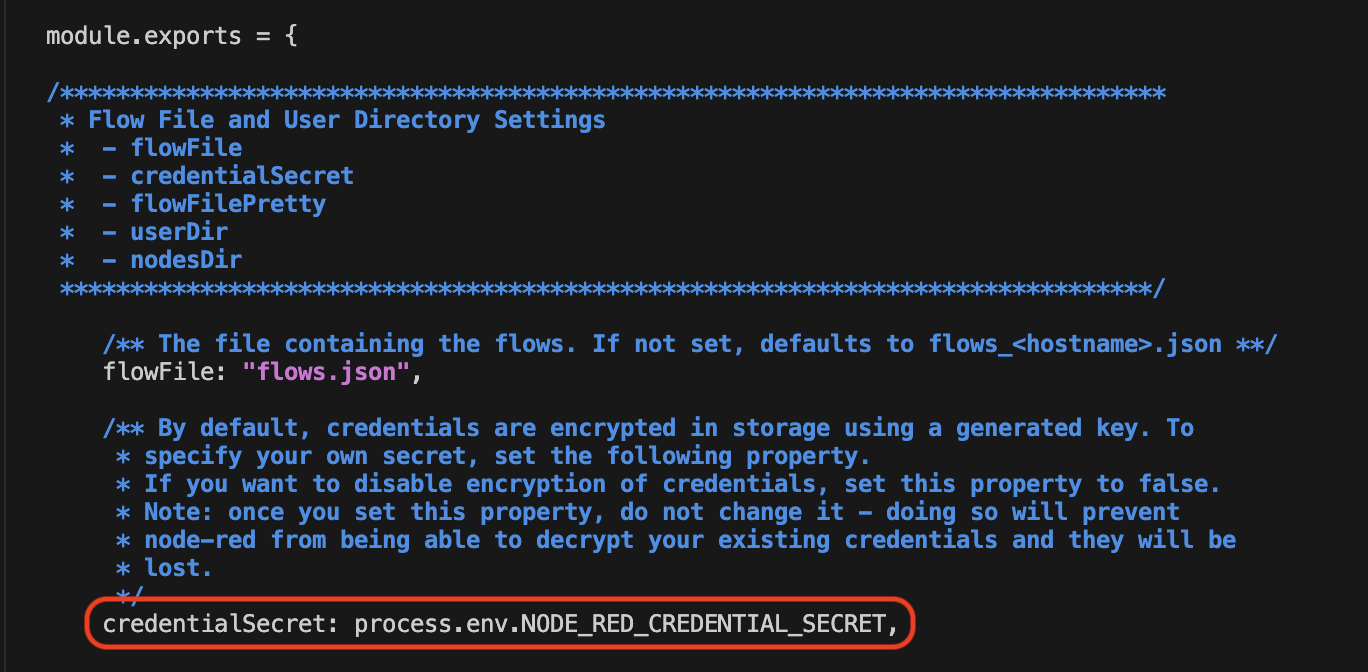 module.exports = {
/*******************************************************************************
* Flow File and User Directory Settings
* - flowFile
* - credentialSecret
* - flowFilePretty
* - userDir
* - nodesDir
******************************************************************************/
/** The file containing the flows. If not set, defaults to flows_<hostname>.json **/
flowFile: "flows.json",
/** By default, credentials are encrypted in storage using a generated key. To
* specify your own secret, set the following property.
* If you want to disable encryption of credentials, set this property to false.
* Note: once you set this property, do not change it - doing so will prevent
* node-red from being able to decrypt your existing credentials and they will be
* lost.
*/
credentialSecret: process.env.NODE_RED_CREDENTIAL_SECRET,